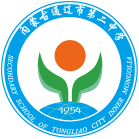 内蒙古通辽市第二中学
1954
SECONDARY SCHOOL OF TONGLIAO CITY INNER MONGOLIA